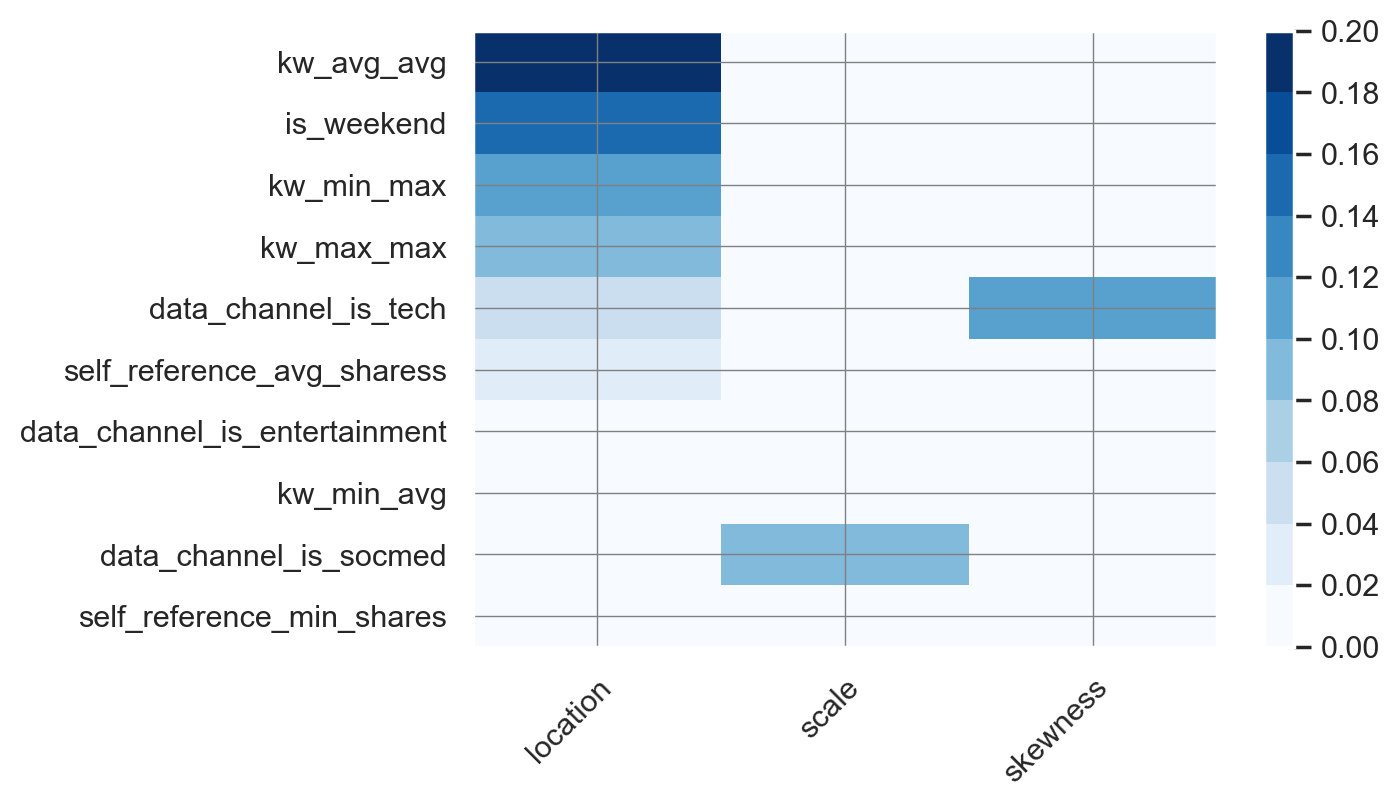 kw_avg_avg
is_weekend
kw_min_max
kw_max_max
data_channel_is_tech
self_reference_avg_sharess
data_channel_is_entertainment
kw_min_avg
data_channel_is_socmed
self_reference_min_shares
location
scale
skewness
0.20
0.18
0.16
0.14
0.12
0.10
0.08
0.06
0.04
0.02
0.00